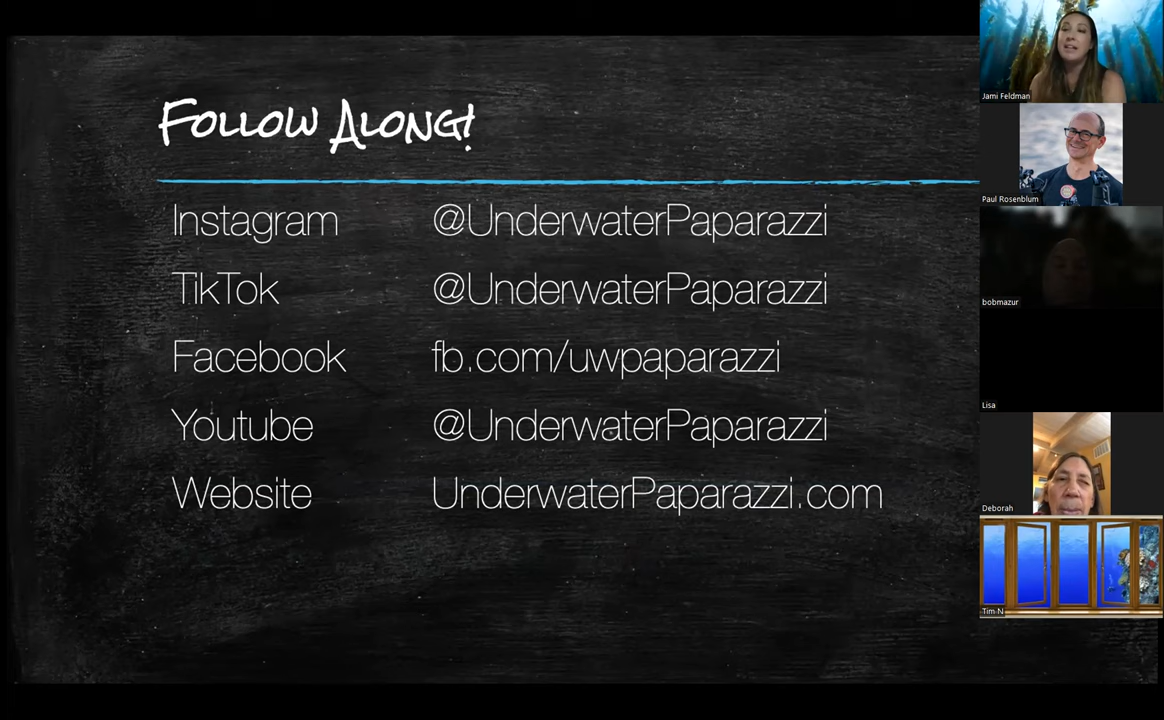 Follow Along!
Instagram @UnderwaterPaparazzi
TikTok @UnderwaterPaparazzi
Facebook fb.com/uwpaparazzi
Youtube @UnderwaterPaparazzi
Website UnderwaterPaparazzi.com
Jami Feldman
Paul Rosenblum
bobmazur
Lisa
Deborah
Tim N